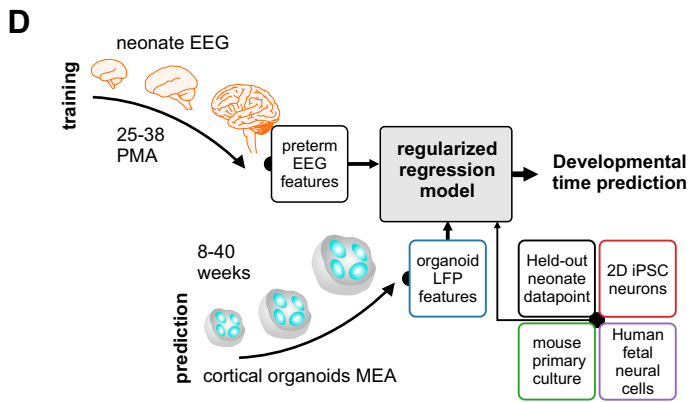 D
neonate EEG
training
25-38
PMA
preterm
EEG
features
regularized
regression
model
Developmental
time prediction
8-40
weeks
prediction
cortical organoids MEA
organoid
LFP
features
Held-out
neonate
datapoint
2D iPSC
neurons
mouse
primary
culture
Human
fetal
neural
cells